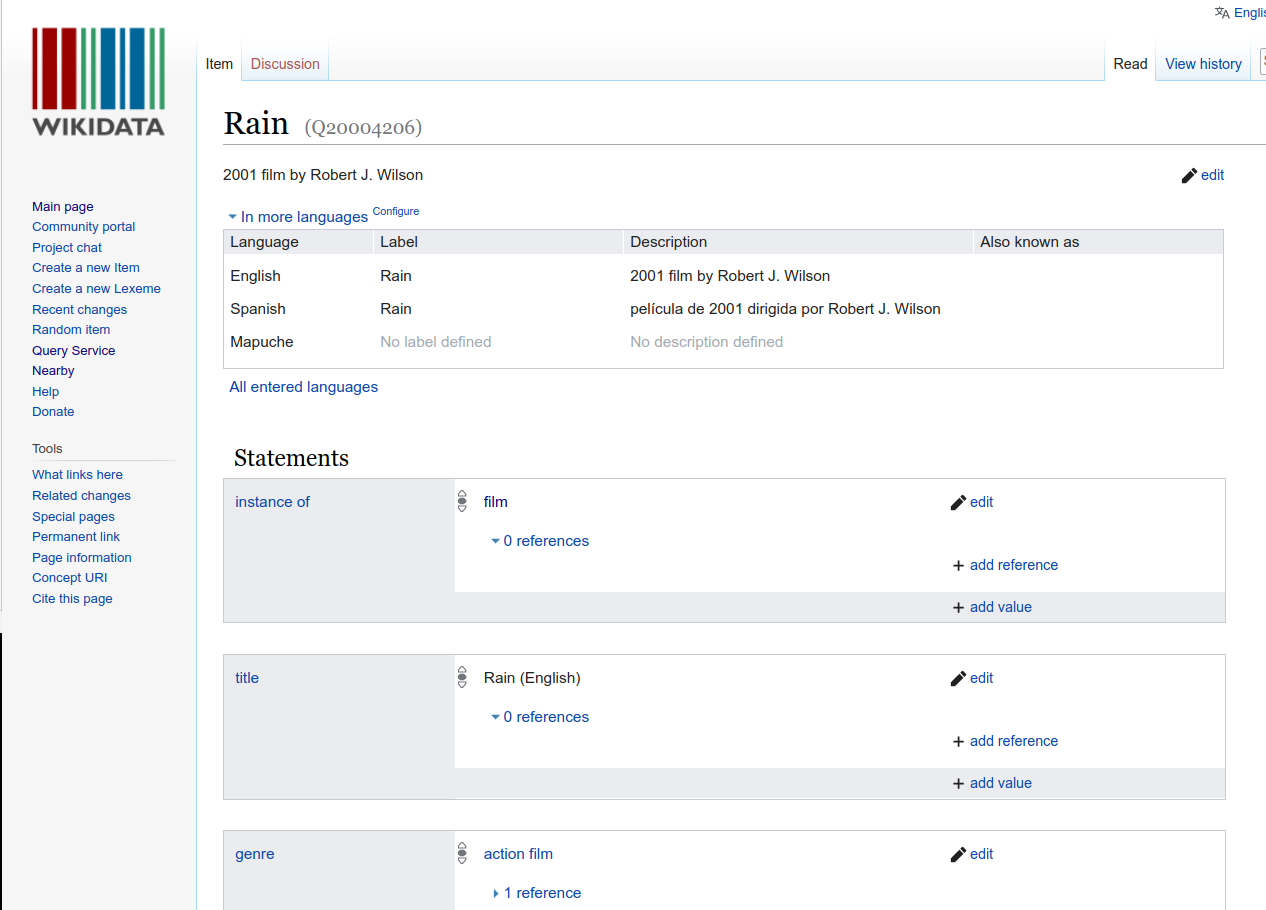 Englis
WIKIDATA
Main page
Community portal
Project chat
Create a new Item
Create a new Lexeme
Recent changes
Random item
Query Service
Nearby
Help
Donate
Tools
What links here
Related changes
Special pages
Permanent link
Page information
Concept URI
Cite this page
Item Discussion Read View history
Rain (Q20004206)
2001 film by Robert J. Wilson edit
In more languages Configure
Language Label Description Also known as
English Rain 2001 film by Robert J. Wilson
Spanish Rain película de 2001 dirigida por Robert J. Wilson
Mapuche No label defined No description defined
All entered languages
Statements
instance of film edit
0 references
+ add reference
+ add value
title Rain (English) edit
0 references
+ add reference
+ add value
genre action film edit
1 reference